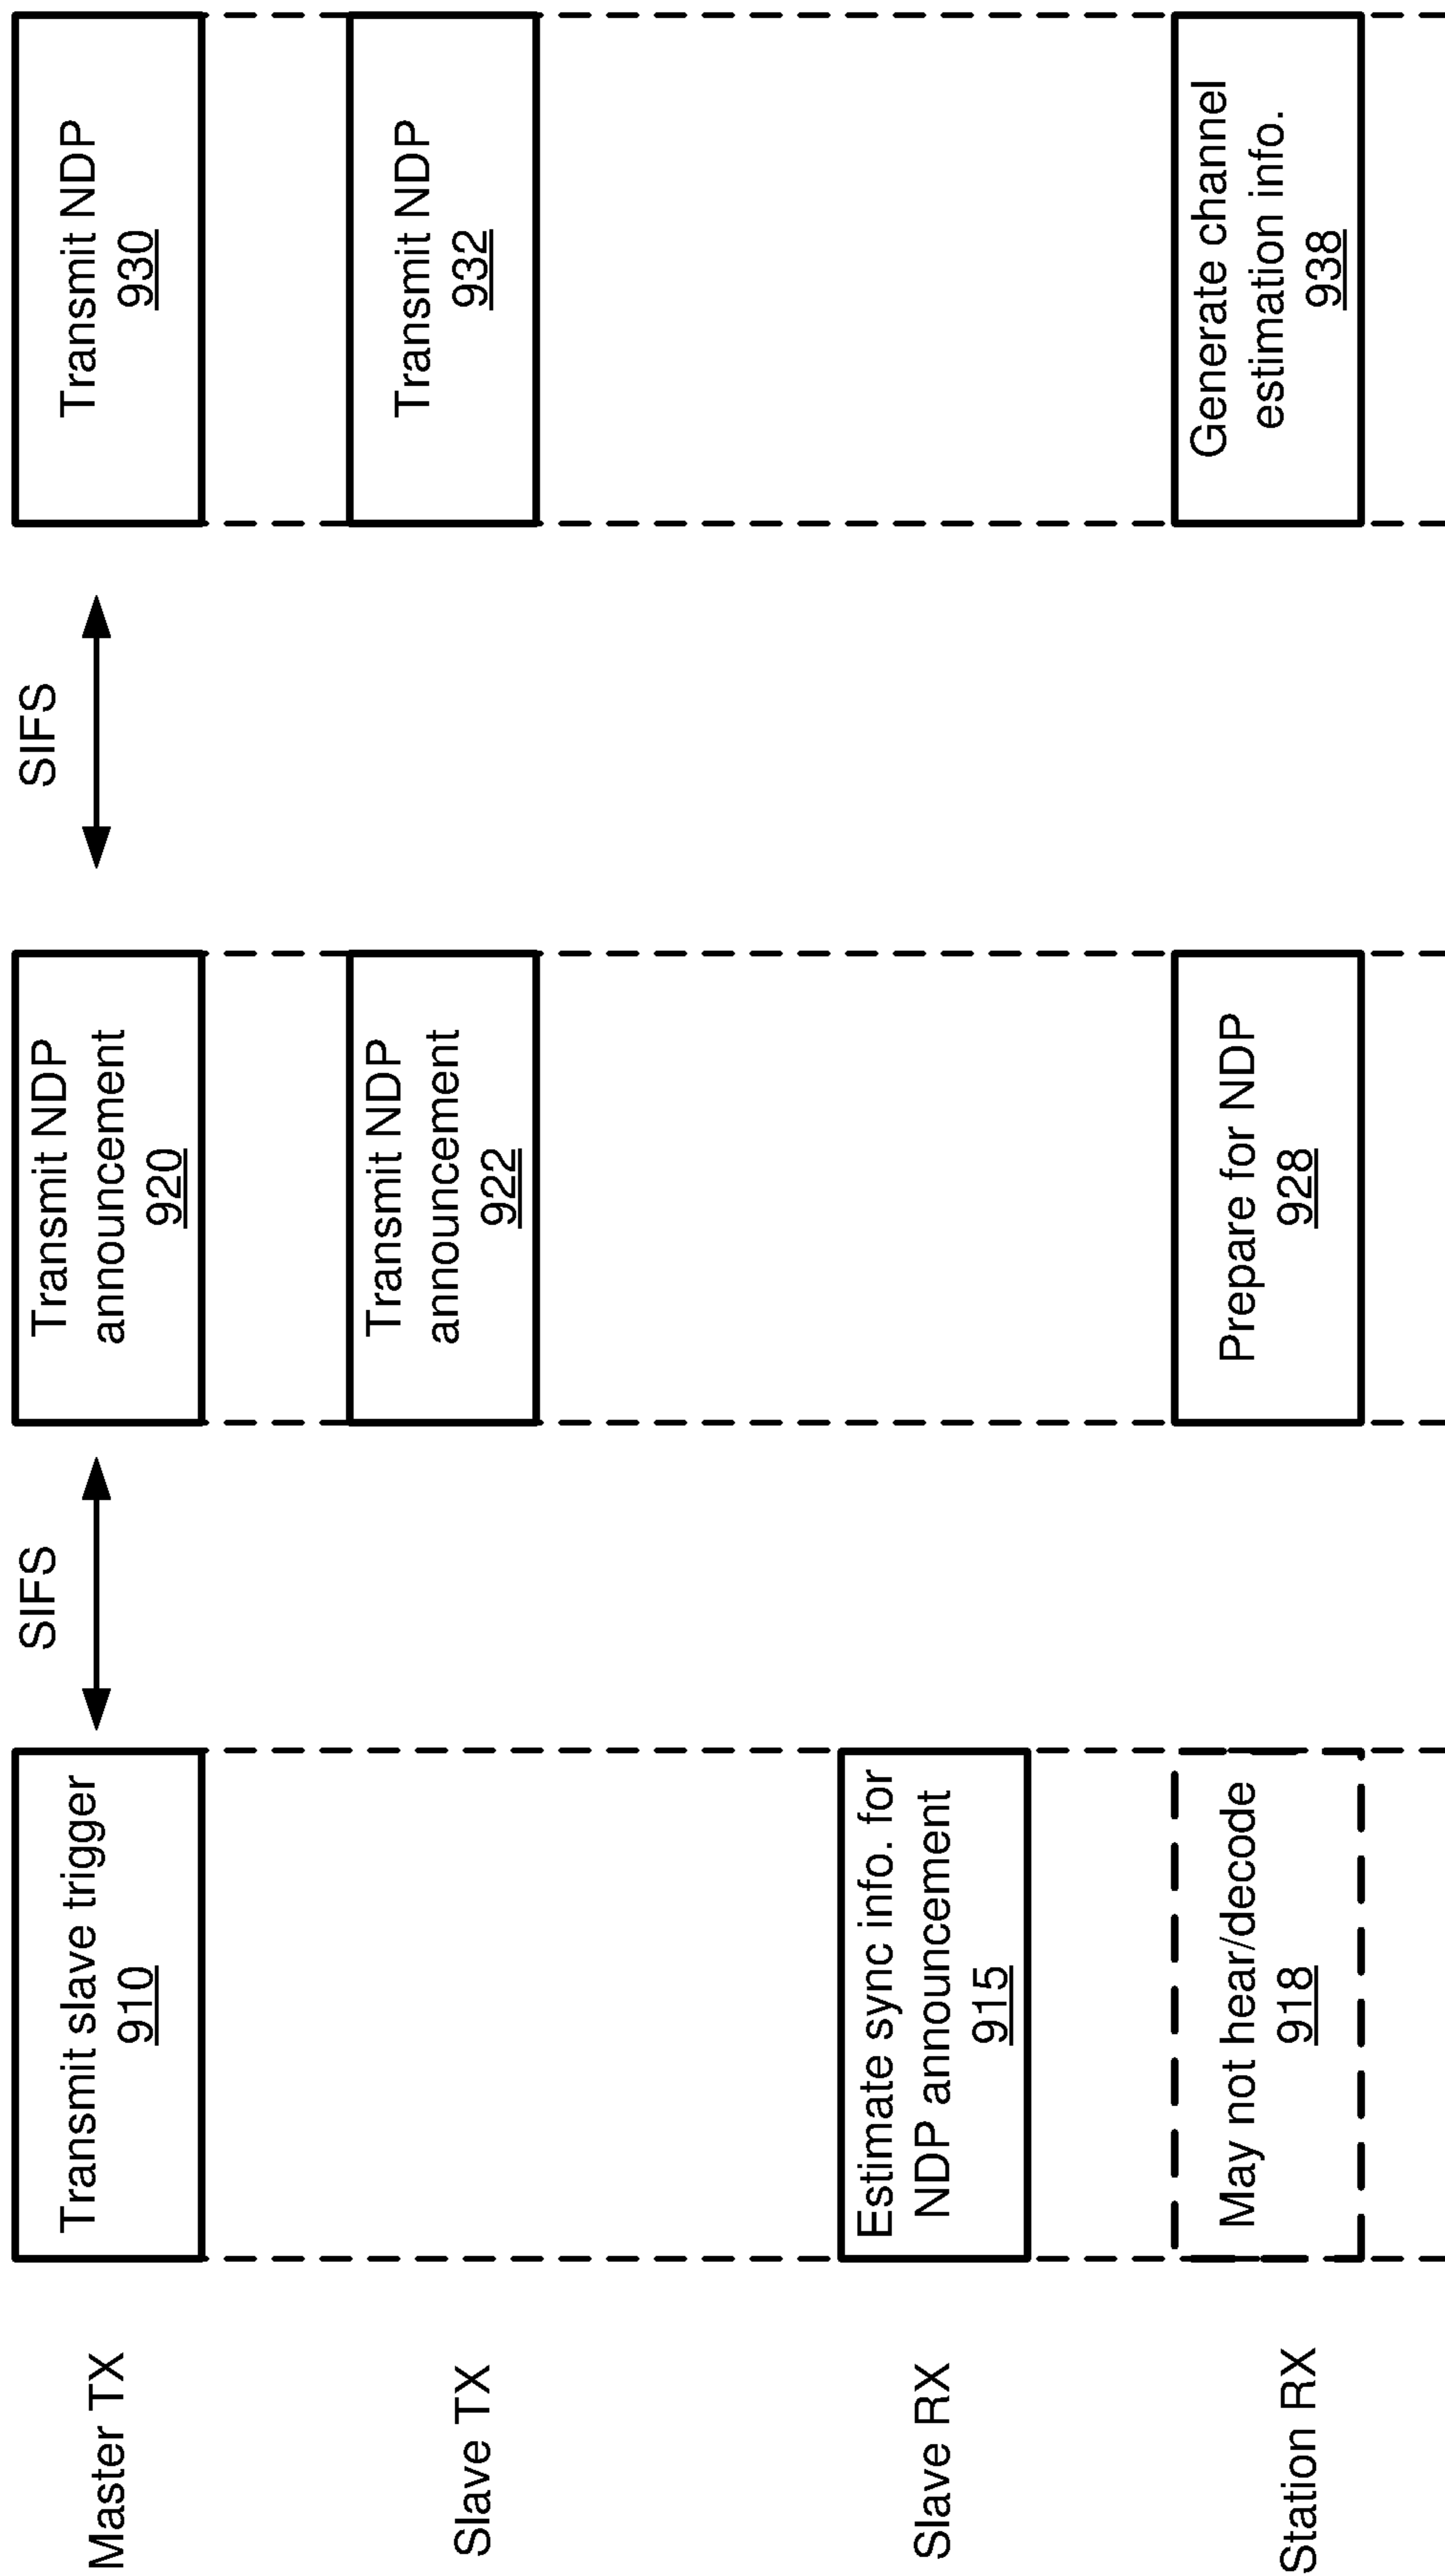 Master TX
Transmit slave trigger
910
SIFS
Transmit NDP
announcement
920
SIFS
Transmit NDP
930
Slave TX
Transmit NDP
announcement
922
Transmit NDP
932
Slave RX
Estimate sync info. for
NDP announcement
915
Station RX
May not hear/decode
918
Prepare for NDP
928
Generate channel
estimation info.
938